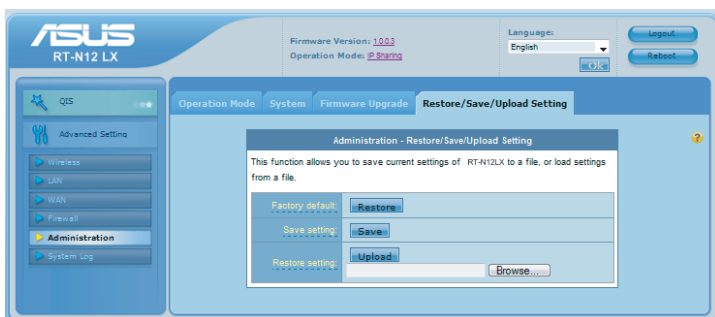 ASUS
RT-N12 LX
Firmware Version: 1.0.0.3
Operation Mode: IP Sharing
Language:
English
OK
Logout
Reboot
QIS
Advanced Setting
Wireless
LAN
WAN
Firewall
Administration
System Log
Operation Mode System Firmware Upgrade Restore/Save/Upload Setting
Administration - Restore/Save/Upload Setting
This function allows you to save current settings of RT-N12LX to a file, or load settings
from a file.
Factory default: Restore
Save setting: Save
Restore setting: Upload
Browse...
?